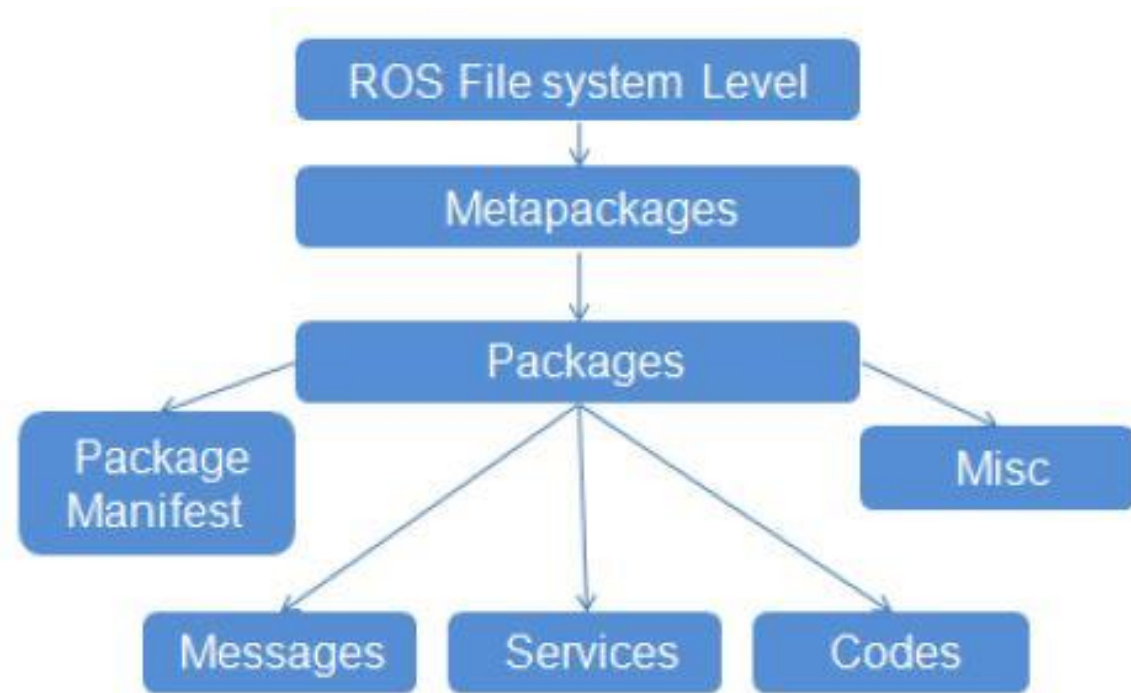 ROS File system Level
Metapackages
Packages
Package
Manifest
Misc
Messages
Services
Codes